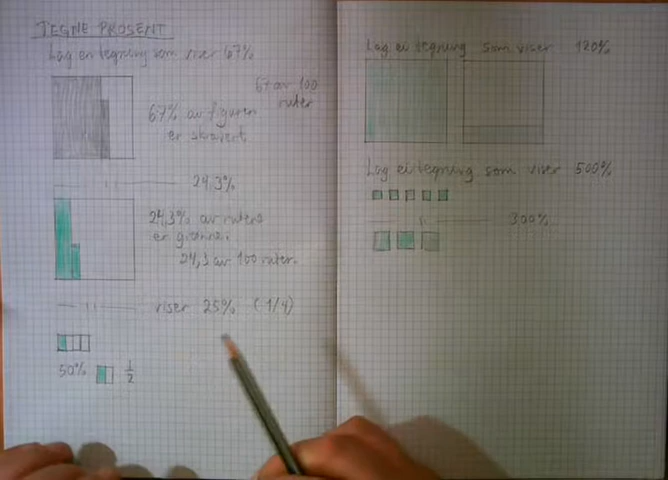 TEGNE PROSENT
Lag en tegning som viser 67%
67 av 100
ruter
67% av figuren
er skravert
24,3%
24,3% av rutene
er grønne.
24,3 av 100 ruter.
viser 25% (1/4)
50% 1/2
Lag ei tegning som viser 120%
Lag ei tegning som viser 500%
300%